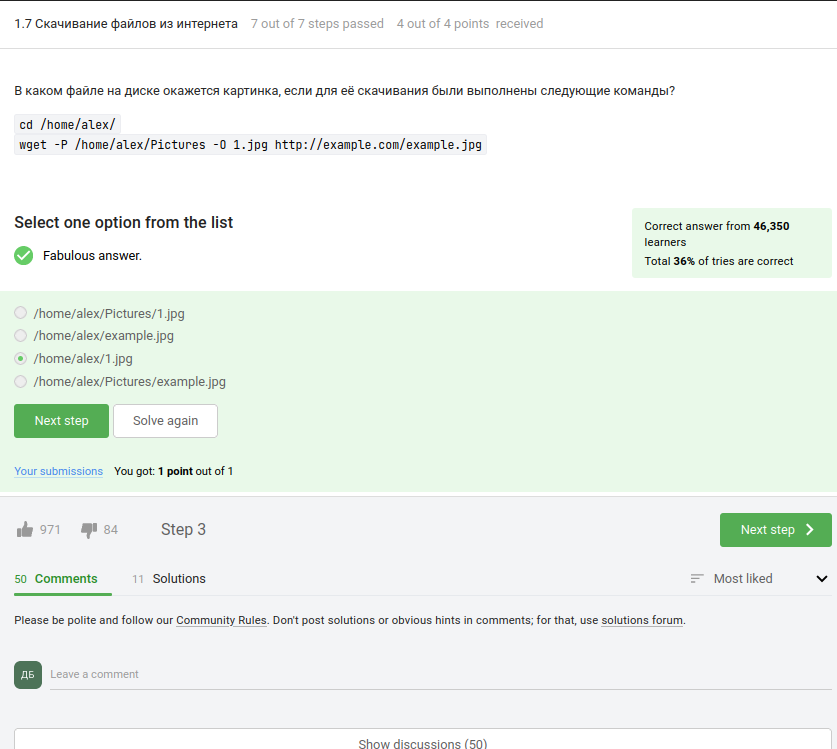 1.7 Скачивание файлов из интернета 7 out of 7 steps passed 4 out of 4 points received
В каком файле на диске окажется картинка, если для её скачивания были выполнены следующие команды?
cd /home/alex/
wget -P /home/alex/Pictures -O 1.jpg http://example.com/example.jpg
Select one option from the list
Fabulous answer.
Correct answer from 46,350
learners
Total 36% of tries are correct
/home/alex/Pictures/1.jpg
/home/alex/example.jpg
/home/alex/1.jpg
/home/alex/Pictures/example.jpg
Next step Solve again
Your submissions You got: 1 point out of 1
971 84 Step 3 Next step
50 Comments 11 Solutions Most liked
Please be polite and follow our Community Rules. Don't post solutions or obvious hints in comments; for that, use solutions forum.
ДБ Leave a comment
Show discussions (50)